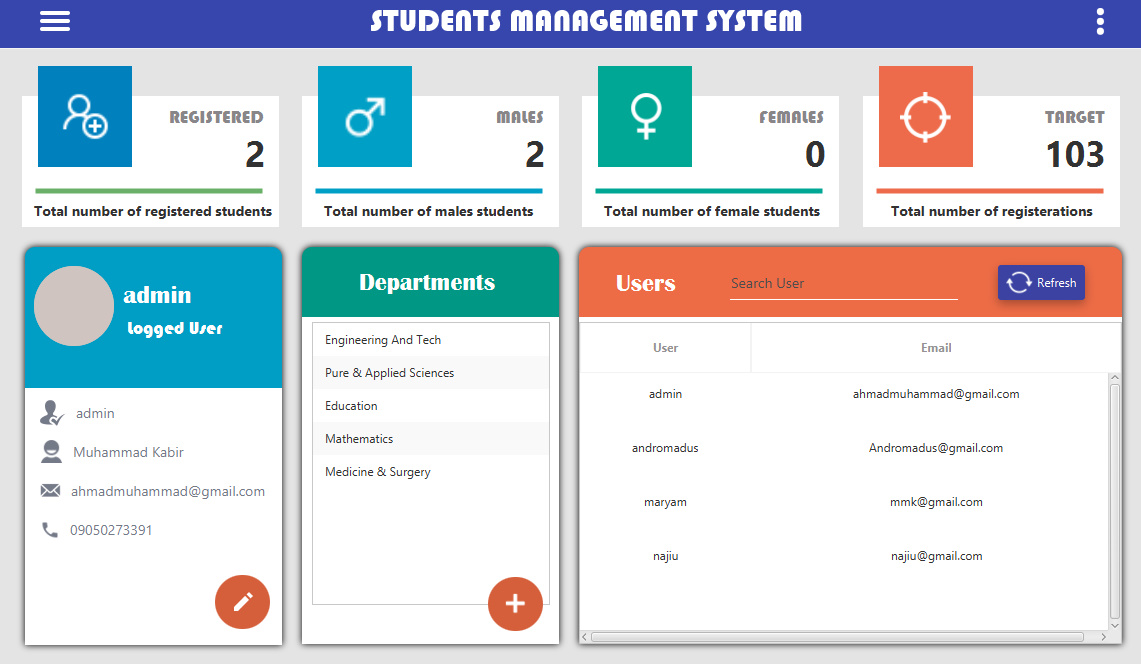 STUDENTS MANAGEMENT SYSTEM
REGISTERED
2
Total number of registered students
MALES
2
Total number of males students
FEMALES
0
Total number of female students
TARGET
103
Total number of registerations
admin
Logged User
admin
Muhammad Kabir
ahmadmuhammad@gmail.com
09050273391
Departments
Engineering And Tech
Pure & Applied Sciences
Education
Mathematics
Medicine & Surgery
Users
Search User
Refresh
User Email
admin ahmadmuhammad@gmail.com
andromadus Andromadus@gmail.com
maryam mmk@gmail.com
najiu najiu@gmail.com